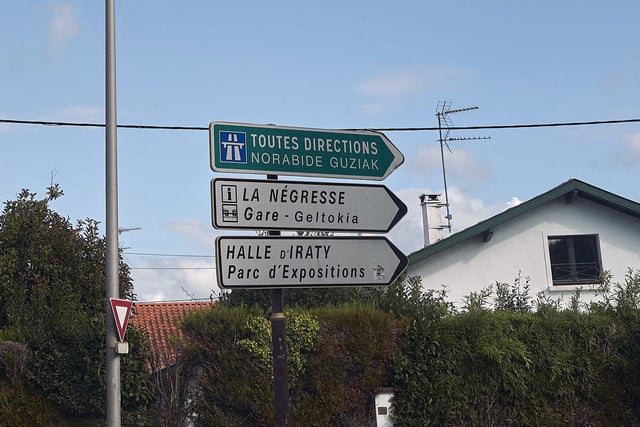 TOUTES DIRECTIONS
NORABIDE GUZIAK
i LA NÉGRESSE
Gare - Geltokia
HALLE D'IRATY
Parc d'Expositions